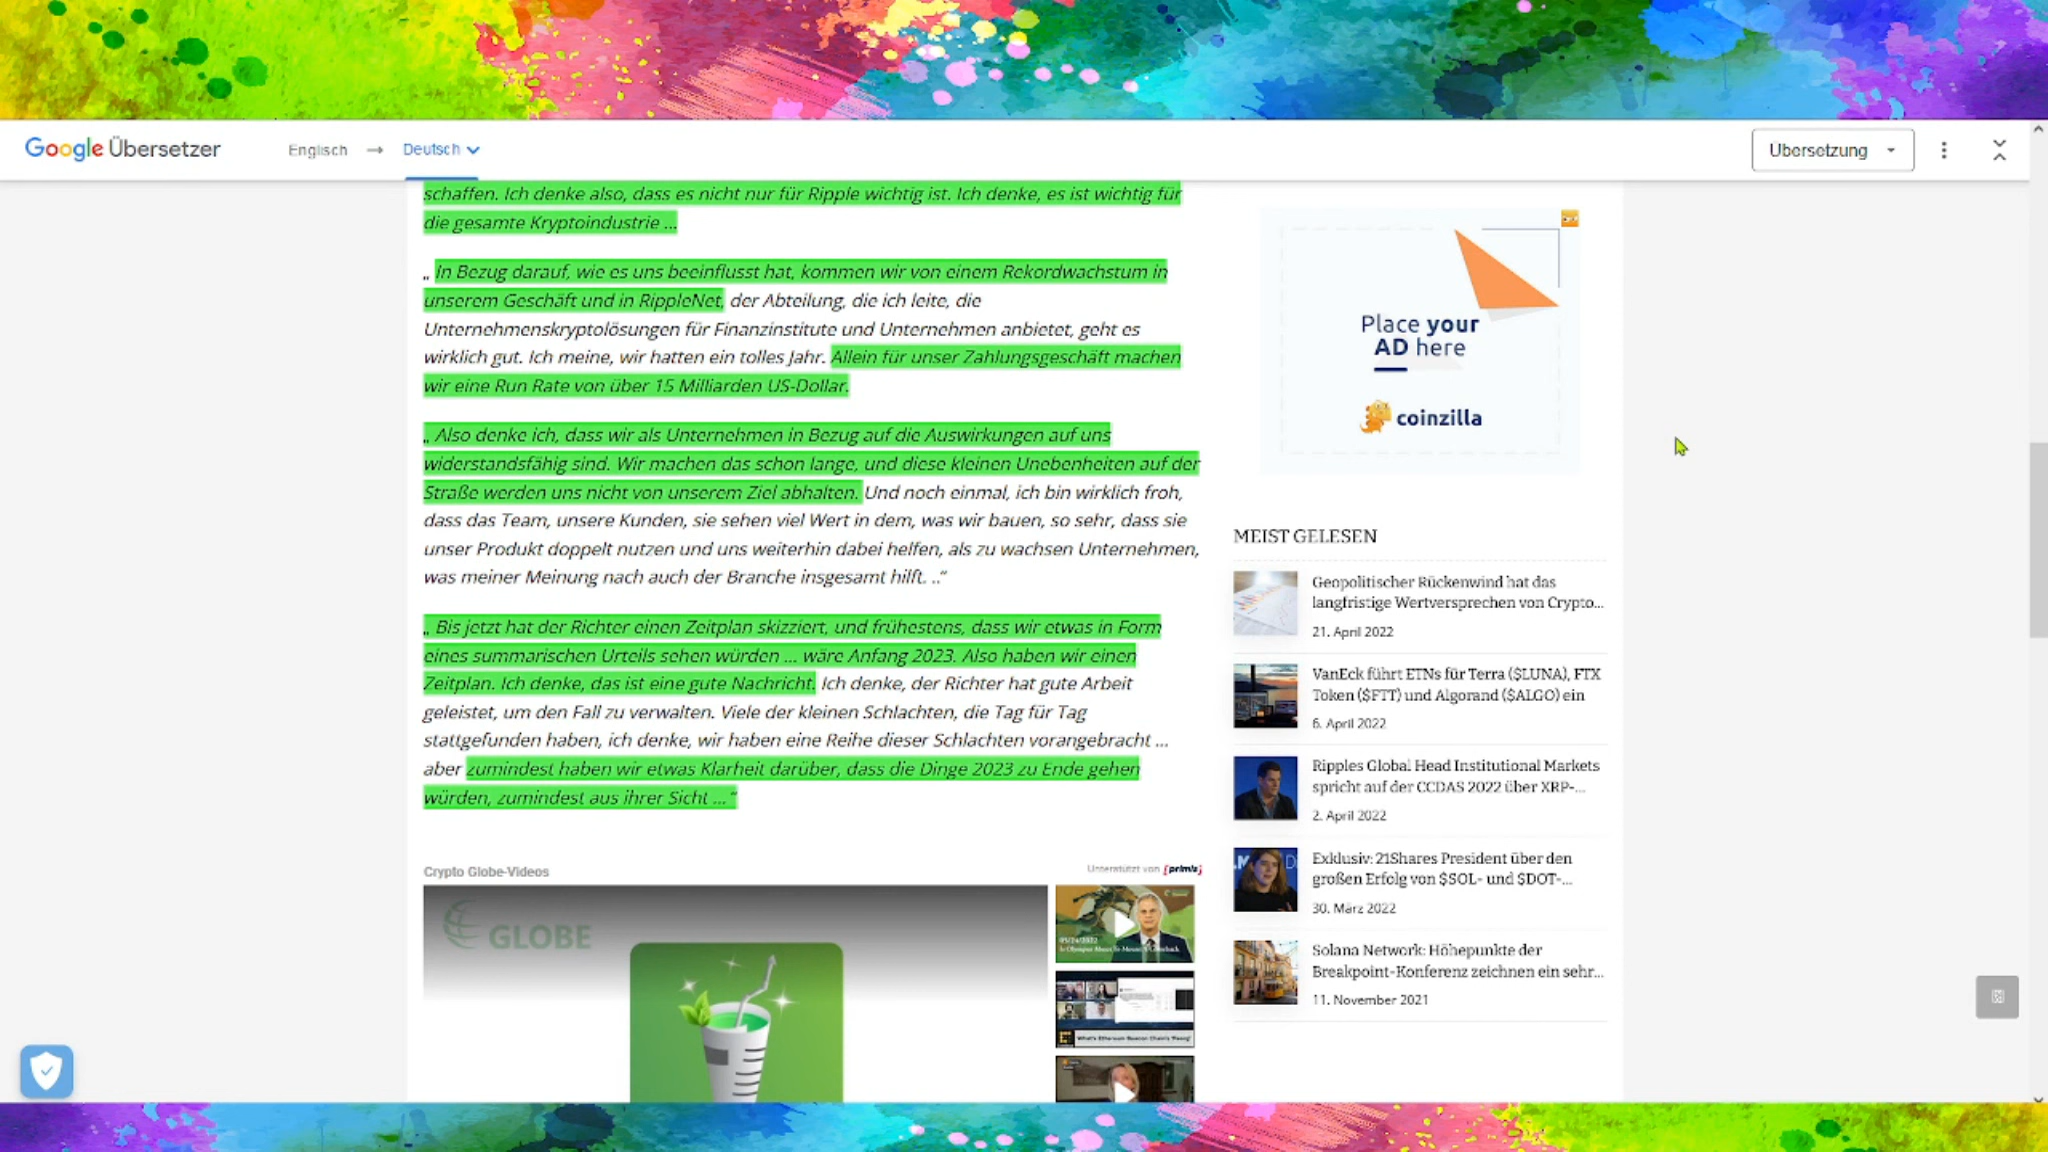 Google Übersetzer
Englisch → Deutsch
Übersetzung
schaffen. Ich denke also, dass es nicht nur für Ripple wichtig ist. Ich denke, es ist wichtig für
die gesamte Kryptoindustrie ...
„ In Bezug darauf, wie es uns beeinflusst hat, kommen wir von einem Rekordwachstum in
unserem Geschäft und in RippleNet, der Abteilung, die ich leite, die
Unternehmenskryptolösungen für Finanzinstitute und Unternehmen anbietet, geht es
wirklich gut. Ich meine, wir hatten ein tolles Jahr. Allein für unser Zahlungsgeschäft machen
wir eine Run Rate von über 15 Milliarden US-Dollar.
„ Also denke ich, dass wir als Unternehmen in Bezug auf die Auswirkungen auf uns
widerstandsfähig sind. Wir machen das schon lange, und diese kleinen Unebenheiten auf der
Straße werden uns nicht von unserem Ziel abhalten. Und noch einmal, ich bin wirklich froh,
dass das Team, unsere Kunden, sie sehen viel Wert in dem, was wir bauen, so sehr, dass sie
unser Produkt doppelt nutzen und uns weiterhin dabei helfen, als zu wachsen Unternehmen,
was meiner Meinung nach auch der Branche insgesamt hilft. ..“
„ Bis jetzt hat der Richter einen Zeitplan skizziert, und frühestens, dass wir etwas in Form
eines summarischen Urteils sehen würden ... wäre Anfang 2023. Also haben wir einen
Zeitplan. Ich denke, das ist eine gute Nachricht. Ich denke, der Richter hat gute Arbeit
geleistet, um den Fall zu verwalten. Viele der kleinen Schlachten, die Tag für Tag
stattgefunden haben, ich denke, wir haben eine Reihe dieser Schlachten vorangebracht ...
aber zumindest haben wir etwas Klarheit darüber, dass die Dinge 2023 zu Ende gehen
würden, zumindest aus ihrer Sicht ... “
Crypto Globe-Videos
Unterstützt von [primis]
GLOBE
05/24/2022
What's Ethereum Beacon Chain's 'Reorg'
Place your
AD here
coinzilla
MEIST GELESEN
Geopolitischer Rückenwind hat das
langfristige Wertversprechen von Crypto...
21. April 2022
VanEck führt ETNs für Terra ($LUNA), FTX
Token ($FTT) und Algorand ($ALGO) ein
6. April 2022
Ripples Global Head Institutional Markets
spricht auf der CCDAS 2022 über XRP-...
2. April 2022
Exklusiv: 21Shares President über den
großen Erfolg von $SOL- und $DOT-...
30. März 2022
Solana Network: Höhepunkte der
Breakpoint-Konferenz zeichnen ein sehr...
11. November 2021